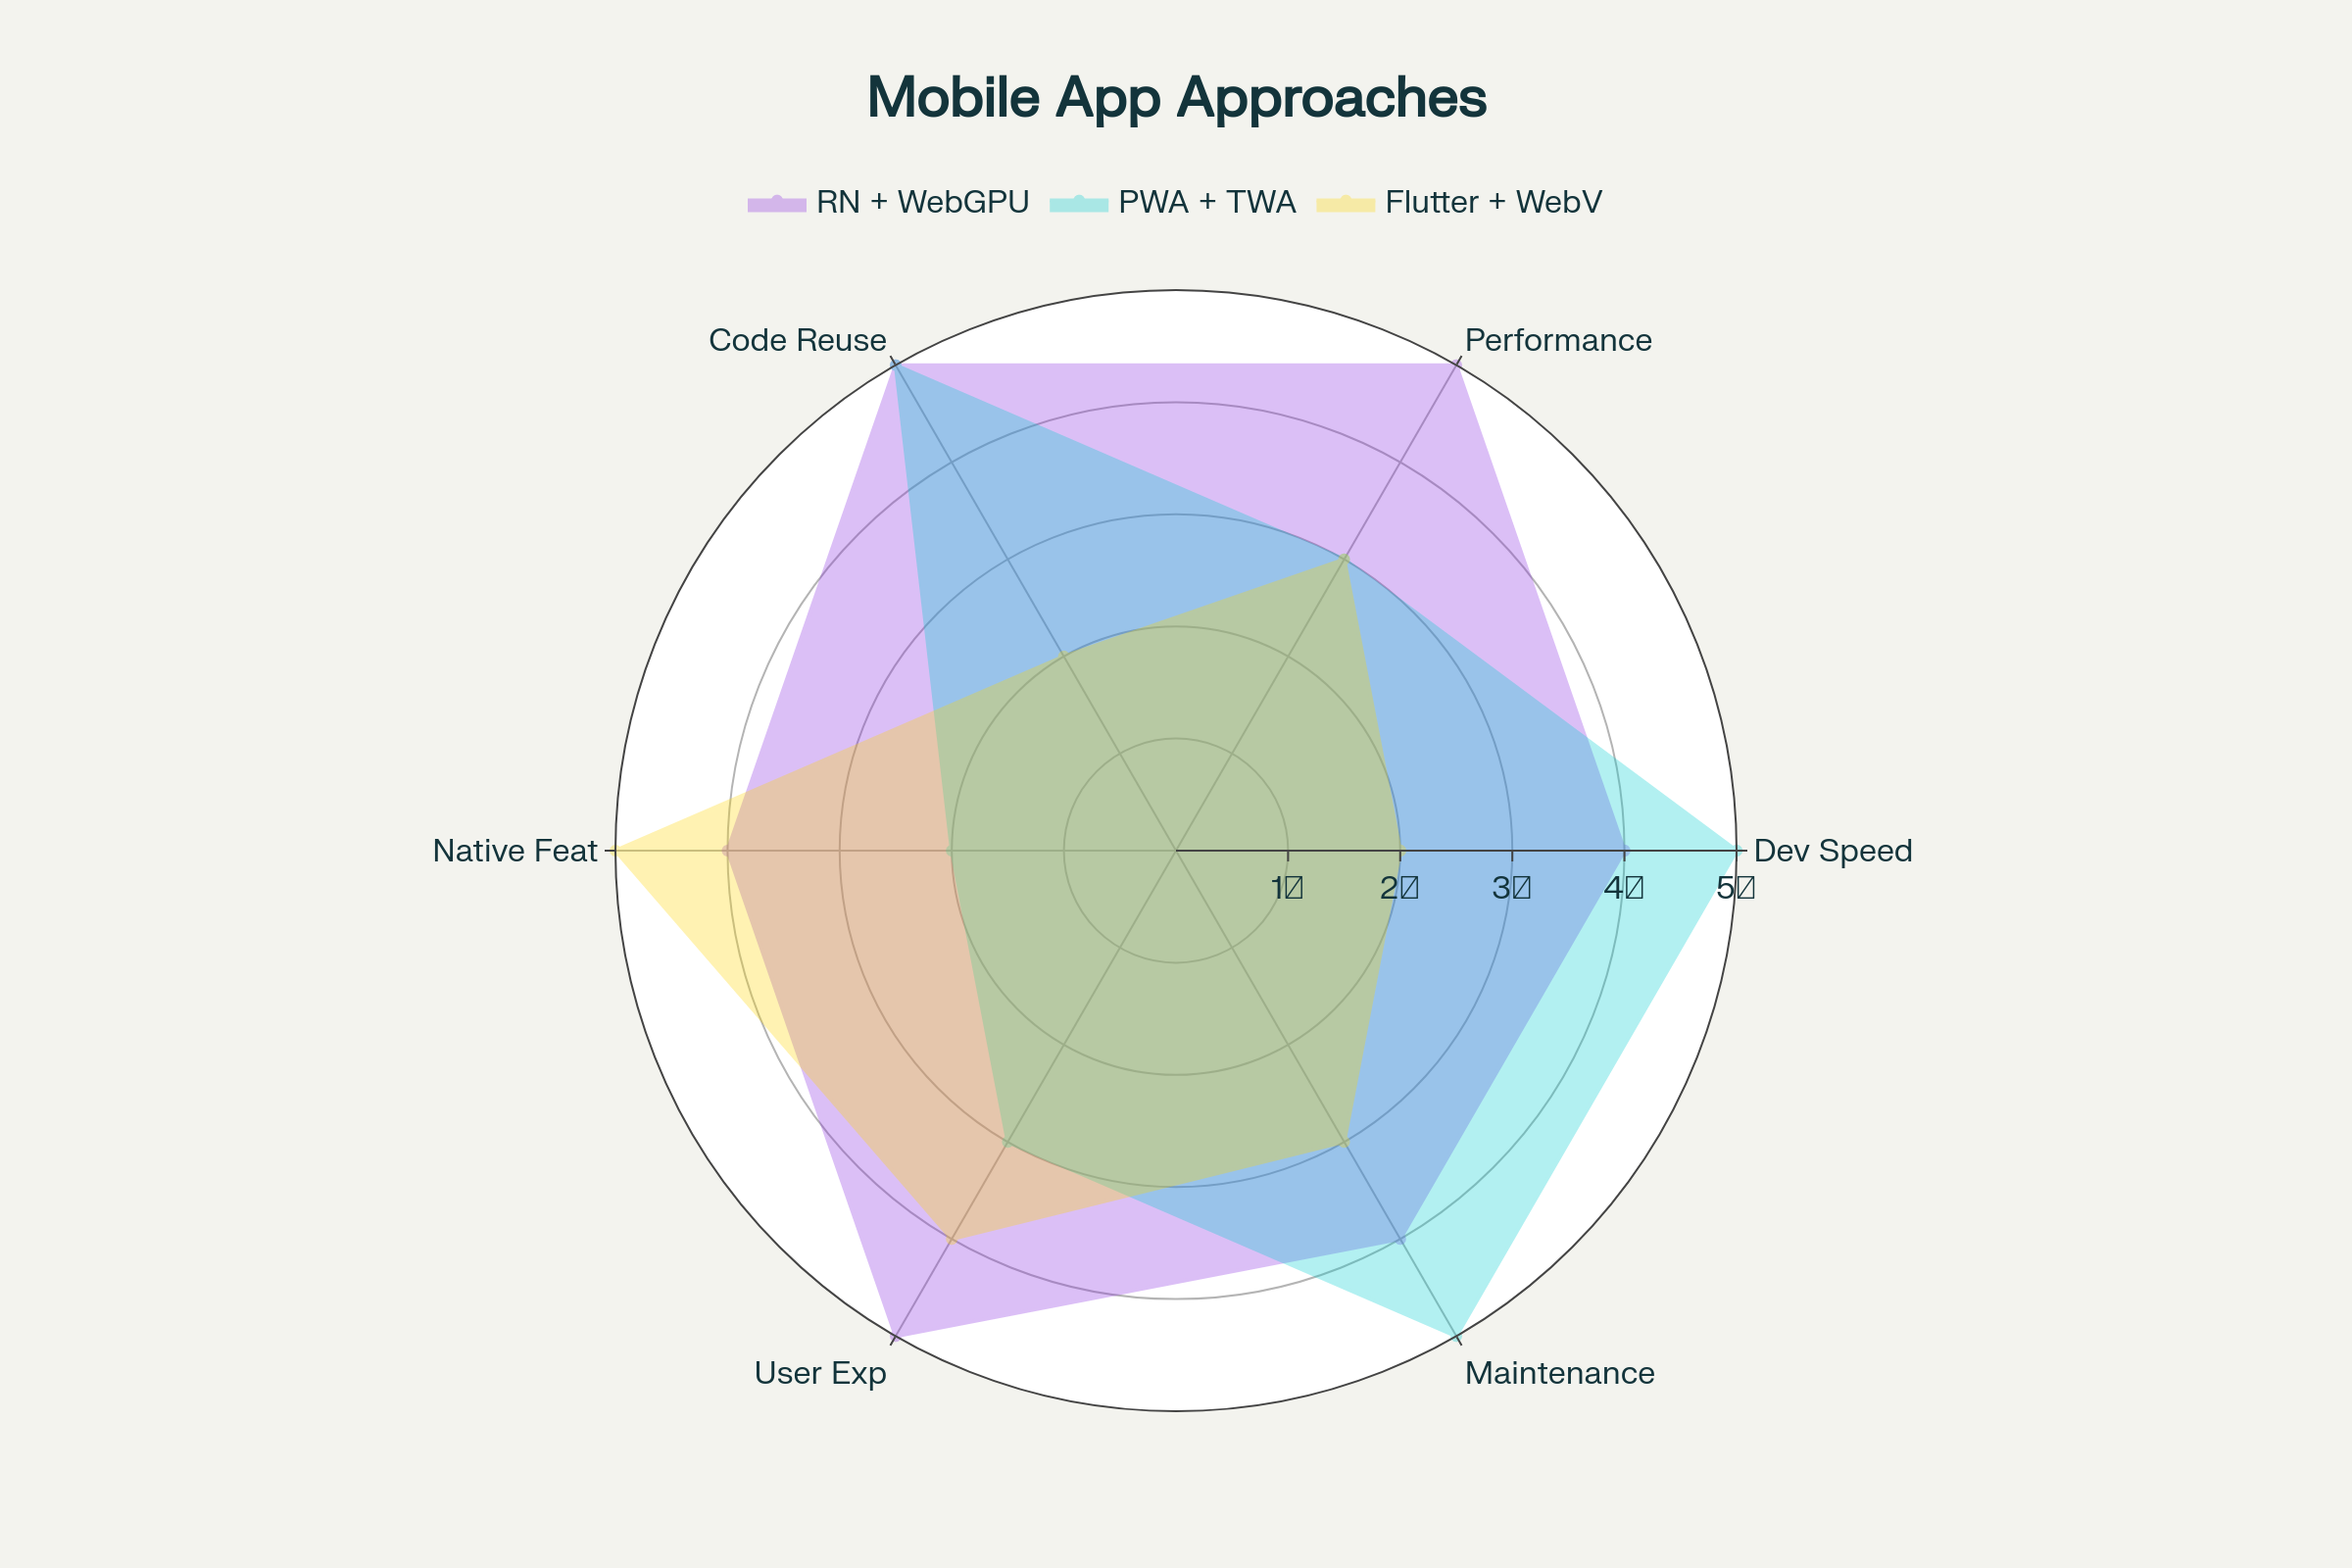 Mobile App Approaches
RN + WebGPU PWA + TWA Flutter + WebV
Code Reuse Performance
Native Feat Dev Speed
1 2 3 4 5
User Exp Maintenance